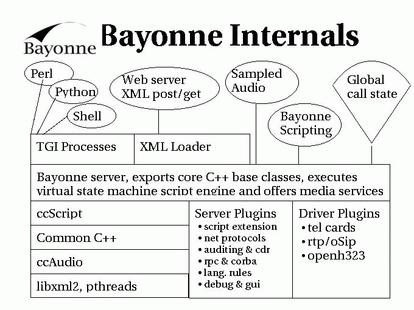 Bayonne
Bayonne Internals
Perl
Python
Shell
Web server
XML post/get
Sampled
Audio
Bayonne
Scripting
Global
call state
TGI Processes
XML Loader
Bayonne server, exports core C++ base classes, executes
virtual state machine script engine and offers media services
ccScript
Common C++
ccAudio
libxml2, pthreads
Server Plugins
• script extension
• net protocols
• auditing & cdr
• rpc & corba
• lang. rules
• debug & gui
Driver Plugins
• tel cards
• rtp/oSip
• openh323